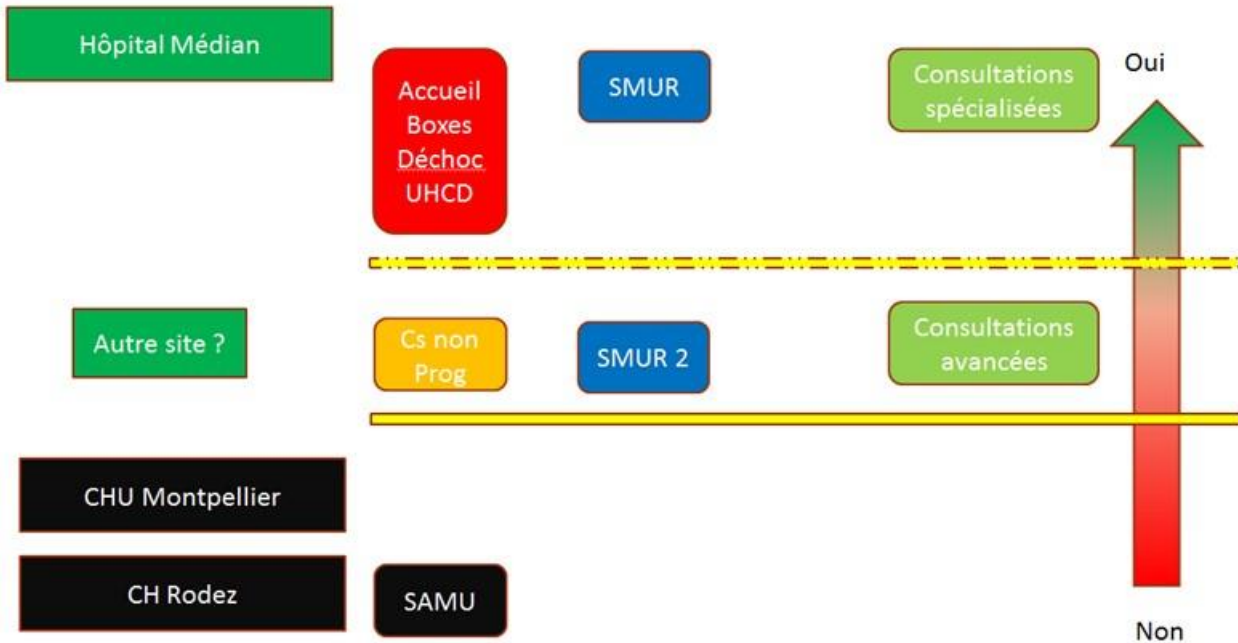 Hôpital Médian
Accueil
Boxes
Déchoc
UHCD
SMUR
Consultations
spécialisées
Oui
Autre site ?
Cs non
Prog
SMUR 2
Consultations
avancées
CHU Montpellier
CH Rodez
SAMU
Non